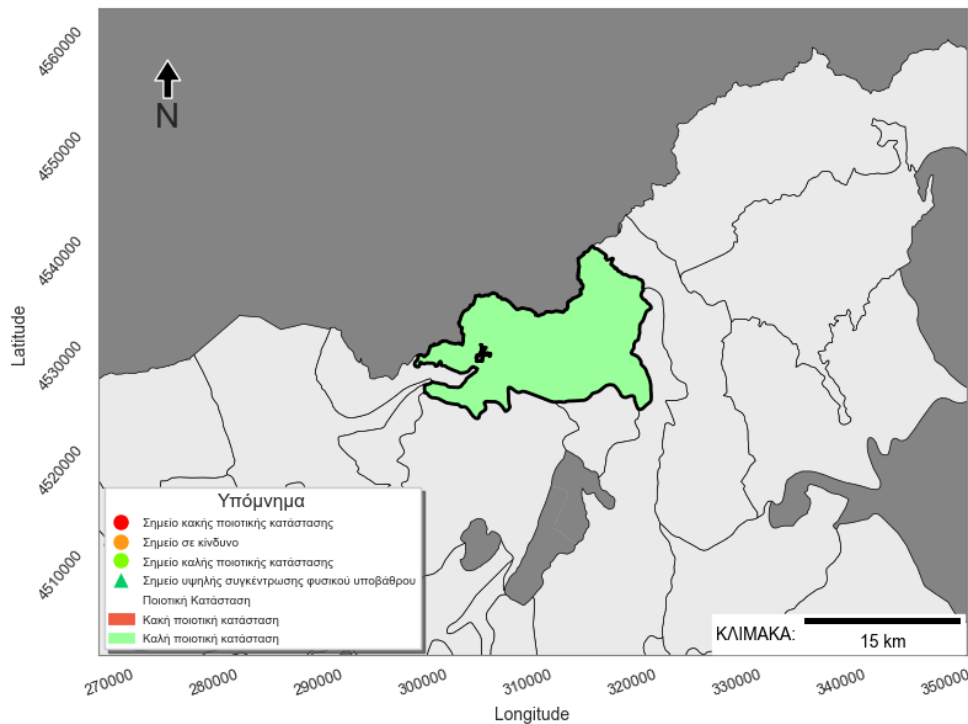 4560000
4550000
4540000
4530000
4520000
4510000
Latitude
N
Υπόμνημα
Σημείο κακής ποιοτικής κατάστασης
Σημείο σε κίνδυνο
Σημείο καλής ποιοτικής κατάστασης
Σημείο υψηλής συγκέντρωσης φυσικού υποβάθρου
Ποιοτική Κατάσταση
Κακή ποιοτική κατάσταση
Καλή ποιοτική κατάσταση
ΚΛΙΜΑΚΑ:
15 km
270000 280000 290000 300000 310000 320000 330000 340000 350000
Longitude